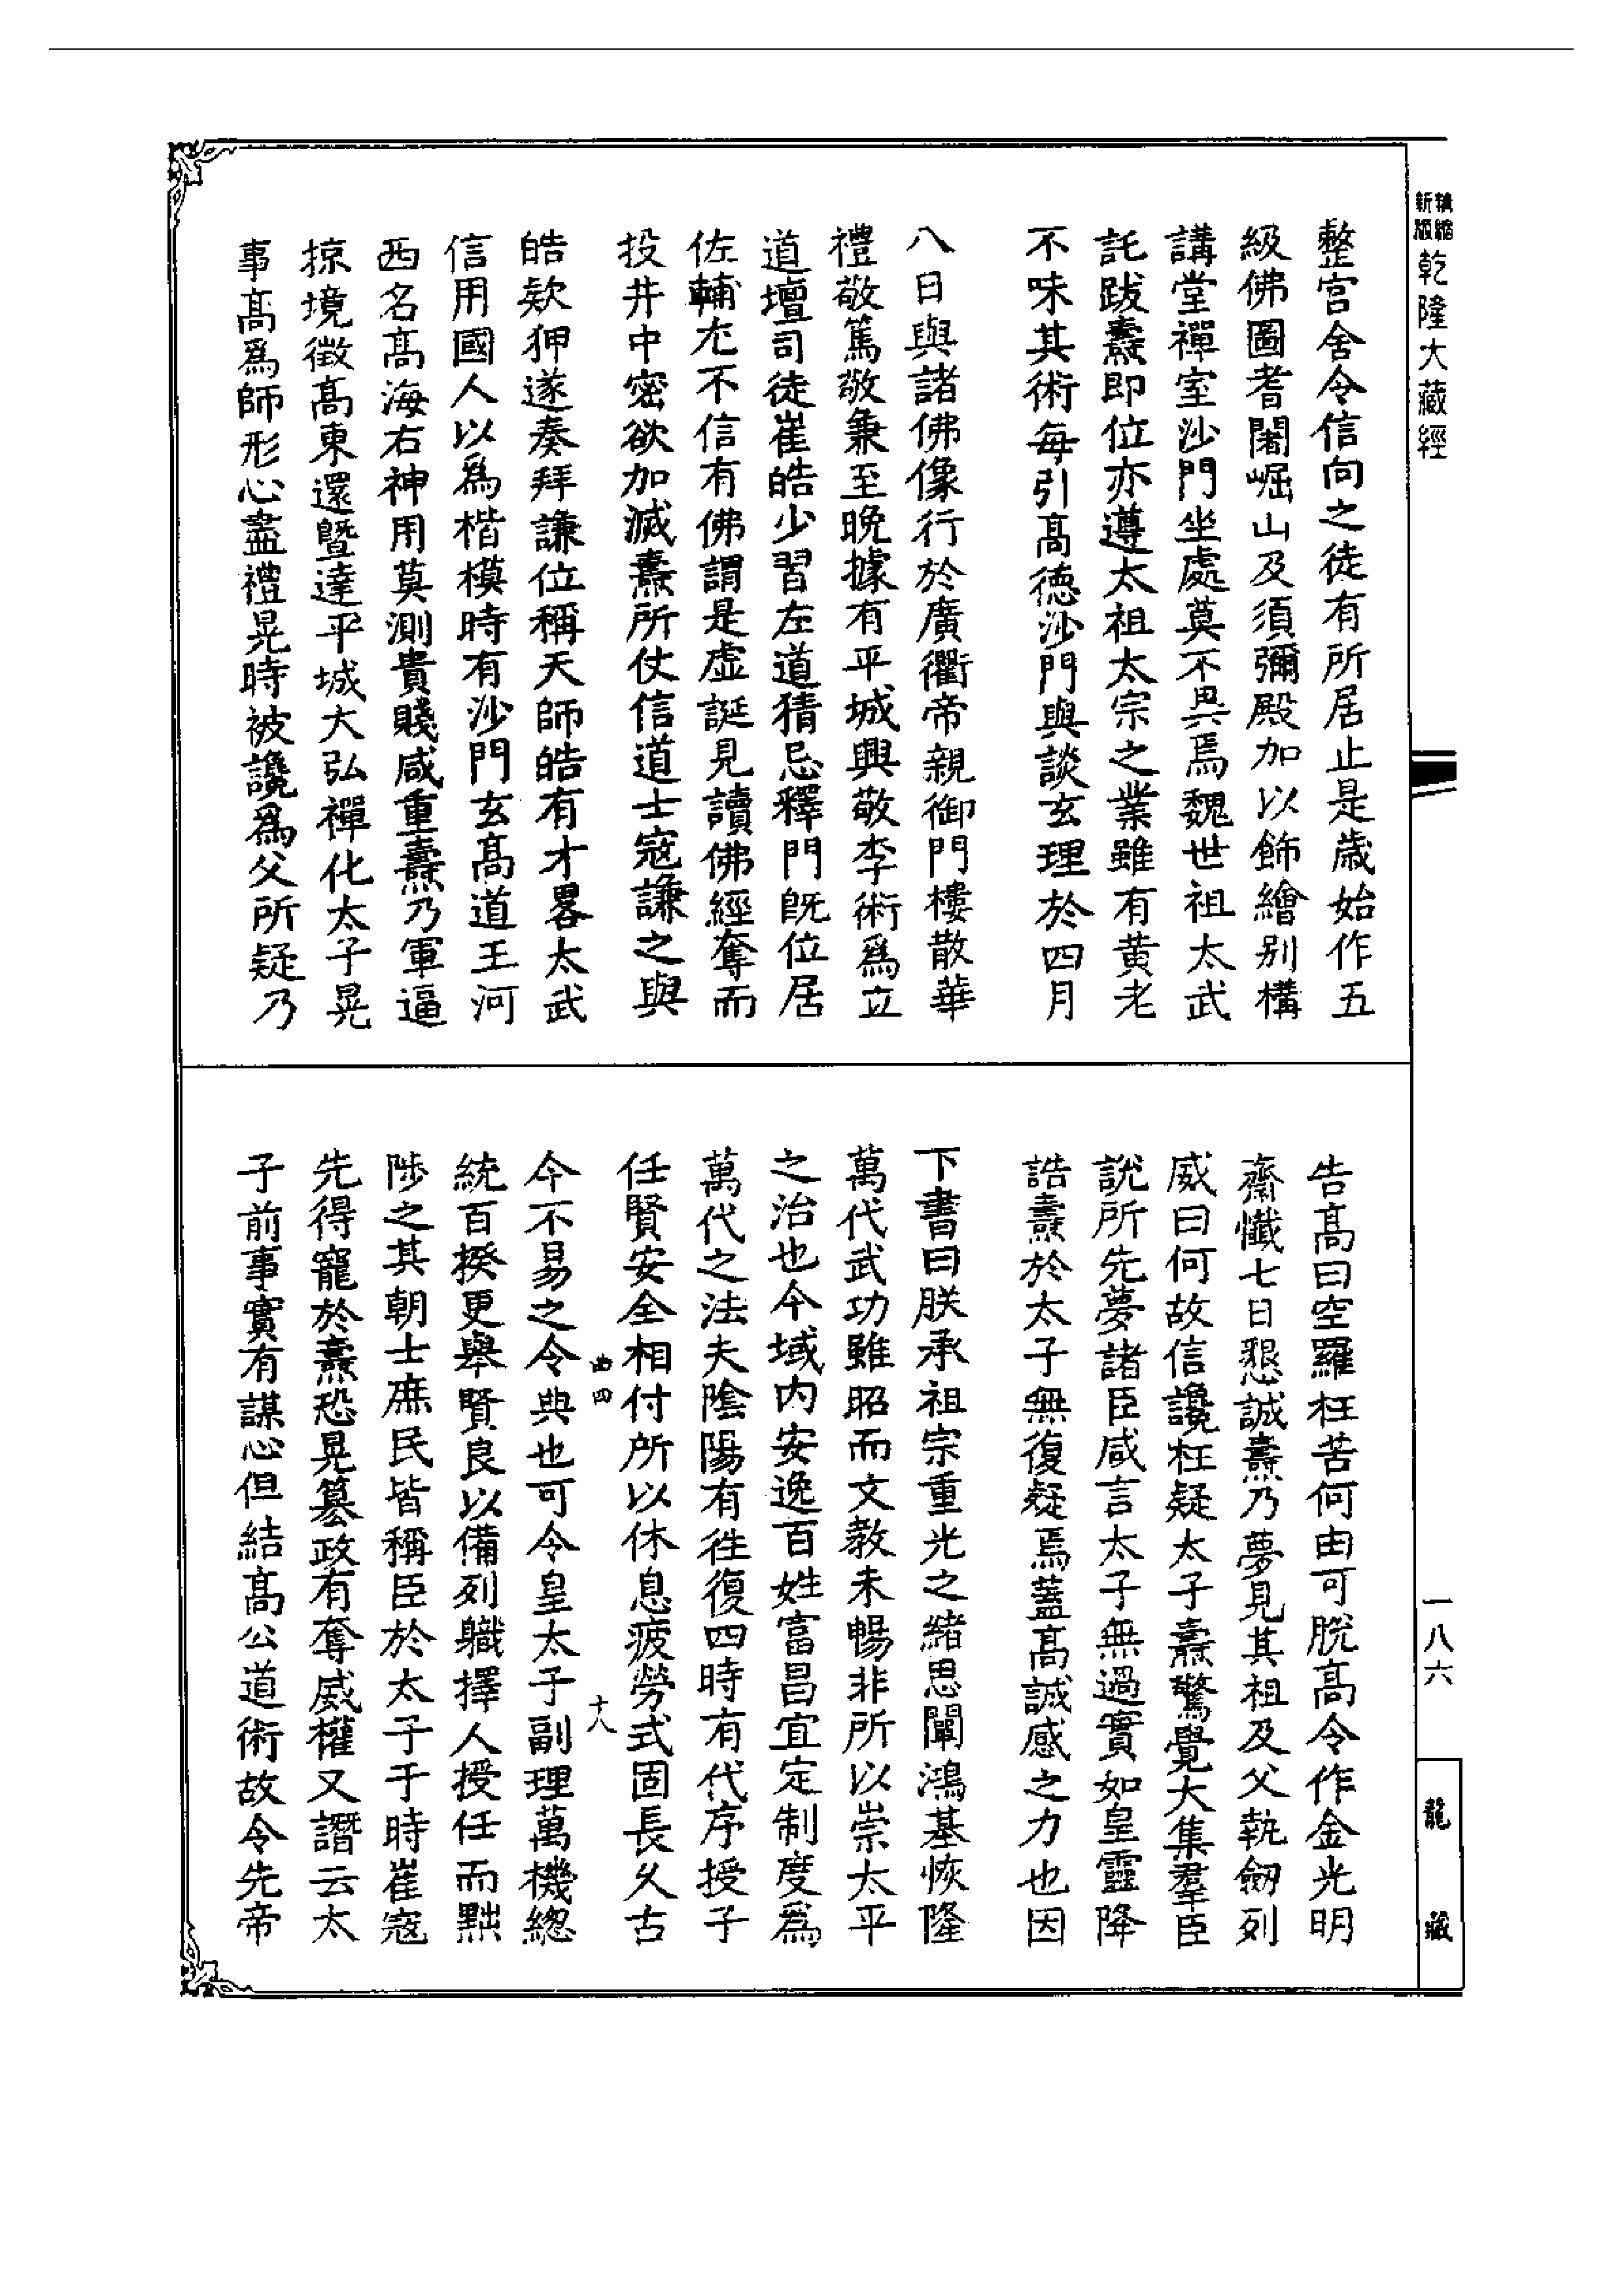 新版精縮乾隆大藏經
整宫舍令信向之徒有所居止是歲始作五
級佛圖耆闍崛山及須彌殿加以飾繪别構
講堂禪室沙門坐處莫不具焉魏世祖太武
託跋燾即位亦遵太祖太宗之業雖有黄老
不味其術每引高德沙門與談玄理於四月
八日輿諸佛像行於廣衢帝親御門樓散華
禮敬篤敬兼至晚據有平城興敬李術爲立
道壇司徒崔皓少習左道猜忌釋門旣位居
佐輔尤不信有佛謂是虛誕見讀佛經奪而
投井中密欲加滅燾所仗信道士寇謙之與
皓欵狎遂奏拜謙位稱天師皓有才畧太武
信用國人以爲楷模時有沙門玄高道王河
西名高海右神用莫測貴賤咸重燾乃軍逼
掠境徵高東還暨達平城大弘禪化太子晃
事高爲師形心盡禮晃時被讒爲父所疑乃
告高曰空羅枉苦何由可脫高令作金光明
齋懺七日懇誠燾乃夢見其祖及父執劒列
威曰何故信讒枉疑太子燾驚覺大集羣臣
說所先夢諸臣咸言太子無過實如皇靈降
誥燾於太子無復疑焉蓋高誠感之力也因
下書曰朕承祖宗重光之緒思闡鴻基恢隆
萬代武功雖昭而文教未暢非所以崇太平
之治也今域内安逸百姓富昌宜定制度爲
萬代之法夫陰陽有徃復四時有代序授子
任賢安全相付所以休息疲勞式固長久古
曲四 十八
今不易之令典也可令皇太子副理萬機總
統百揆更舉賢良以備列職擇人授任而黜
陟之其朝士庶民皆稱臣於太子于時崔寇
先得寵於燾恐晃篡政有奪威權又譖云太
子前事實有謀心但結高公道術故令先帝
一八六
龍藏